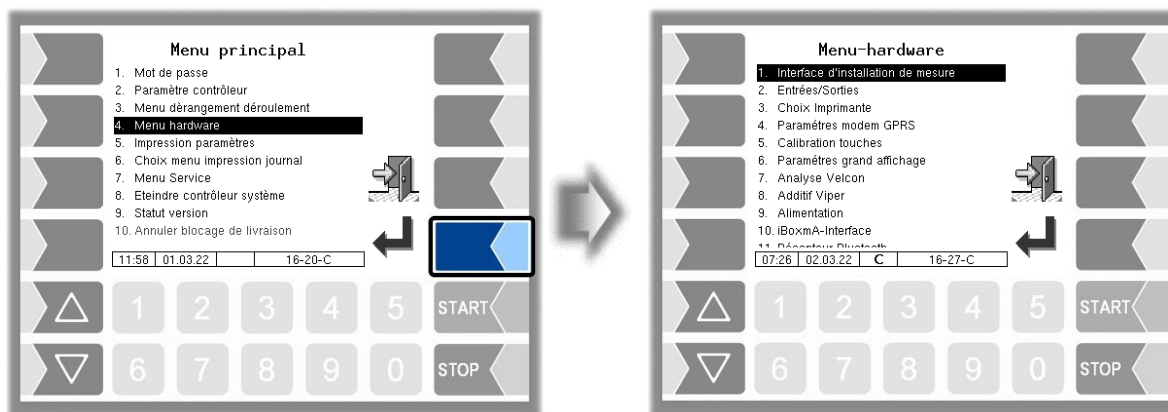 Menu principal
1. Mot de passe
2. Paramètre contrôleur
3. Menu dèrangement déroulement
4. Menu hardware
5. Impression paramètres
6. Choix menu impression journal
7. Menu Service
8. Eteindre contrôleur système
9. Statut version
10. Annuler blocage de livraison
11:58 01.03.22 16-20-C
1 2 3 4 5 START
6 7 8 9 0 STOP
Menu-hardware
1. Interface d'installation de mesure
2. Entrées/Sorties
3. Choix Imprimante
4. Paramétres modem GPRS
5. Calibration touches
6. Paramétres grand affichage
7. Analyse Velcon
8. Additif Viper
9. Alimentation
10. iBoxmA-Interface
07:26 02.03.22 C 16-27-C
1 2 3 4 5 START
6 7 8 9 0 STOP